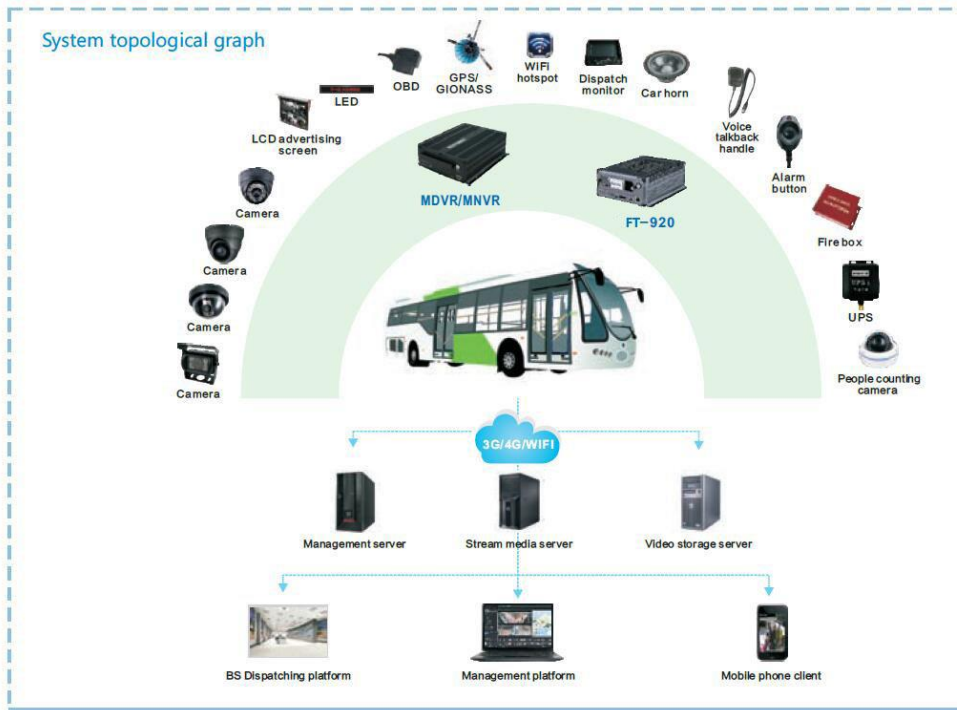 System topological graph
OBD
GPS/
GIONASS
WiFi
hotspot
Dispatch
monitor
Car horn
LED
LCD advertising
screen
Voice
talkback
handle
Alarm
button
MDVR/MNVR
FT-920
Camera
Fire box
Camera
Camera
UPS
Camera
People counting
camera
3G/4G/WIFI
Management server
Stream media server
Video storage server
BS Dispatching platform
Management platform
Mobile phone client